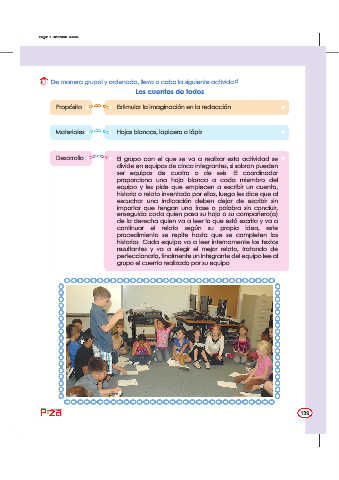 De manera grupal y ordenada, lleva a cabo la siguiente actividad
Los cuentos de todos
Propósito
Estimular la imaginación en la redacción
Materiales
Hojas blancas, lapicero o lápiz
Desarrollo
El grupo con el que se va a realizar esta actividad se
divide en equipos de cinco integrantes, si sobran pueden
ser equipos de cuatro o de seis. El coordinador
proporciona una hoja blanca a cada miembro del
equipo y les pide que empiecen a escribir un cuento,
historia o relato inventado por ellos, luego les dice que al
escuchar una indicación deben dejar de escribir sin
importar que tengan una frase o palabra sin concluir,
enseguida cada quien pasa su hoja a su compañero(a)
de la derecha quien va a leer lo que está escrito y va a
continuar el relato según su propia idea, este
procedimiento se repite hasta que se completen las
historias. Cada equipo va a leer internamente los textos
resultantes y va a elegir el mejor relato, tratando de
perfeccionarlo, finalmente un integrante del equipo lee al
grupo el cuento realizado por su equipo
109